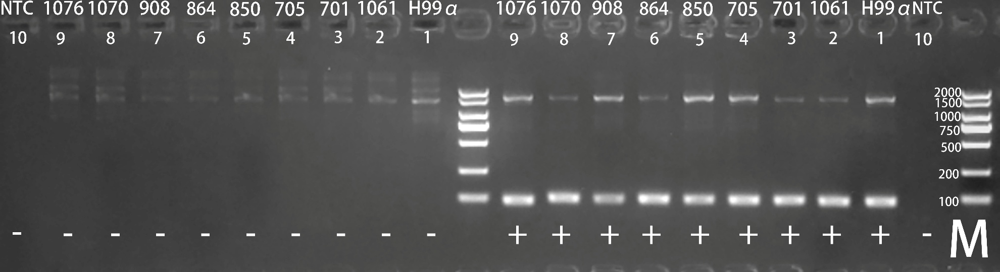 NTC 1076 1070 908 864 850 705 701 1061 H99 α 1076 1070 908 864 850 705 701 1061 H99 α NTC
10 9 8 7 6 5 4 3 2 1 9 8 7 6 5 4 3 2 1 10
2000
1500
1000
750
500
200
100
- - - - - - - - - - + + + + + + + + + -
M